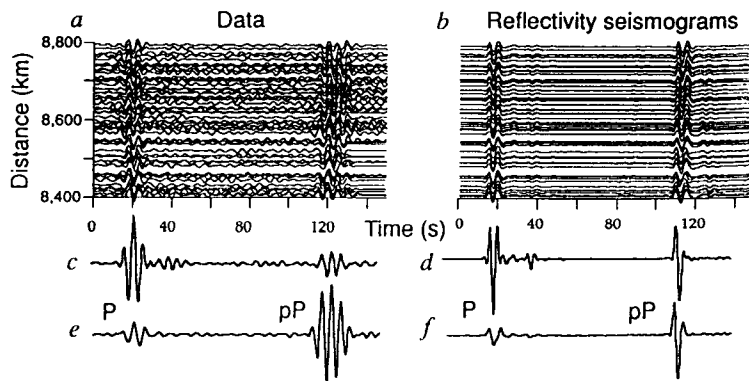 a Data
b Reflectivity seismograms
Distance (km)
8,800
8,600
8,400
0 40 80 120
Time (s)
0 40 80 120
c
d
e P pP
f P pP